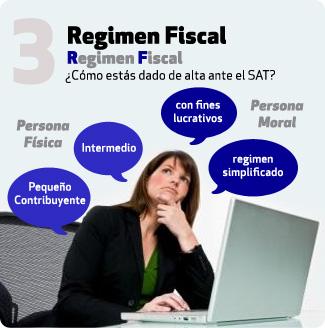 3
Regimen Fiscal
Regimen Fiscal
¿Cómo estás dado de alta ante el SAT?
Persona
Física
Pequeño
Contribuyente
Intermedio
con fines
lucrativos
Persona
Moral
regimen
simplificado